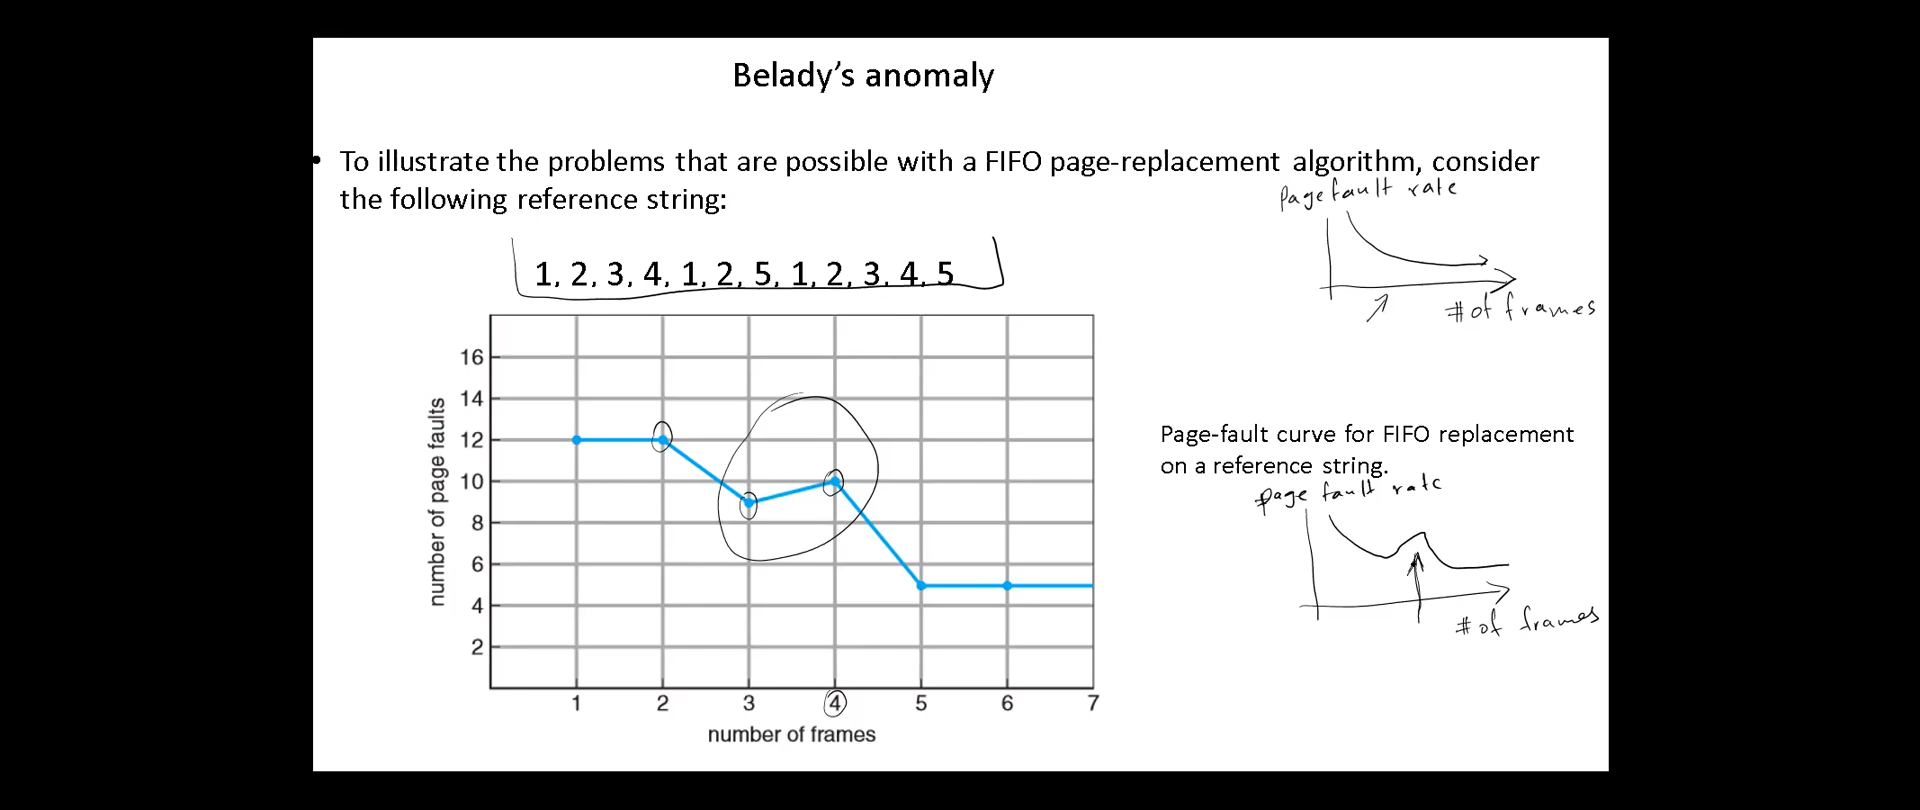 Belady's anomaly
• To illustrate the problems that are possible with a FIFO page-replacement algorithm, consider
the following reference string:
Page fault rate
1, 2, 3, 4, 1, 2, 5, 1, 2, 3, 4, 5
# of frames
16
14
12
10
8
6
4
2
number of page faults
1 2 3 4 5 6 7
number of frames
Page-fault curve for FIFO replacement
on a reference string.
page fault rate
# of frames